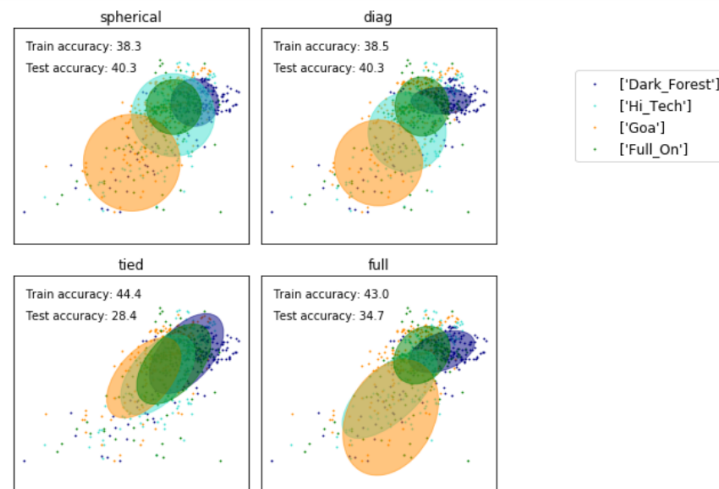 spherical
Train accuracy: 38.3
Test accuracy: 40.3
diag
Train accuracy: 38.5
Test accuracy: 40.3
['Dark_Forest']
['Hi_Tech']
['Goa']
['Full_On']
tied
Train accuracy: 44.4
Test accuracy: 28.4
full
Train accuracy: 43.0
Test accuracy: 34.7